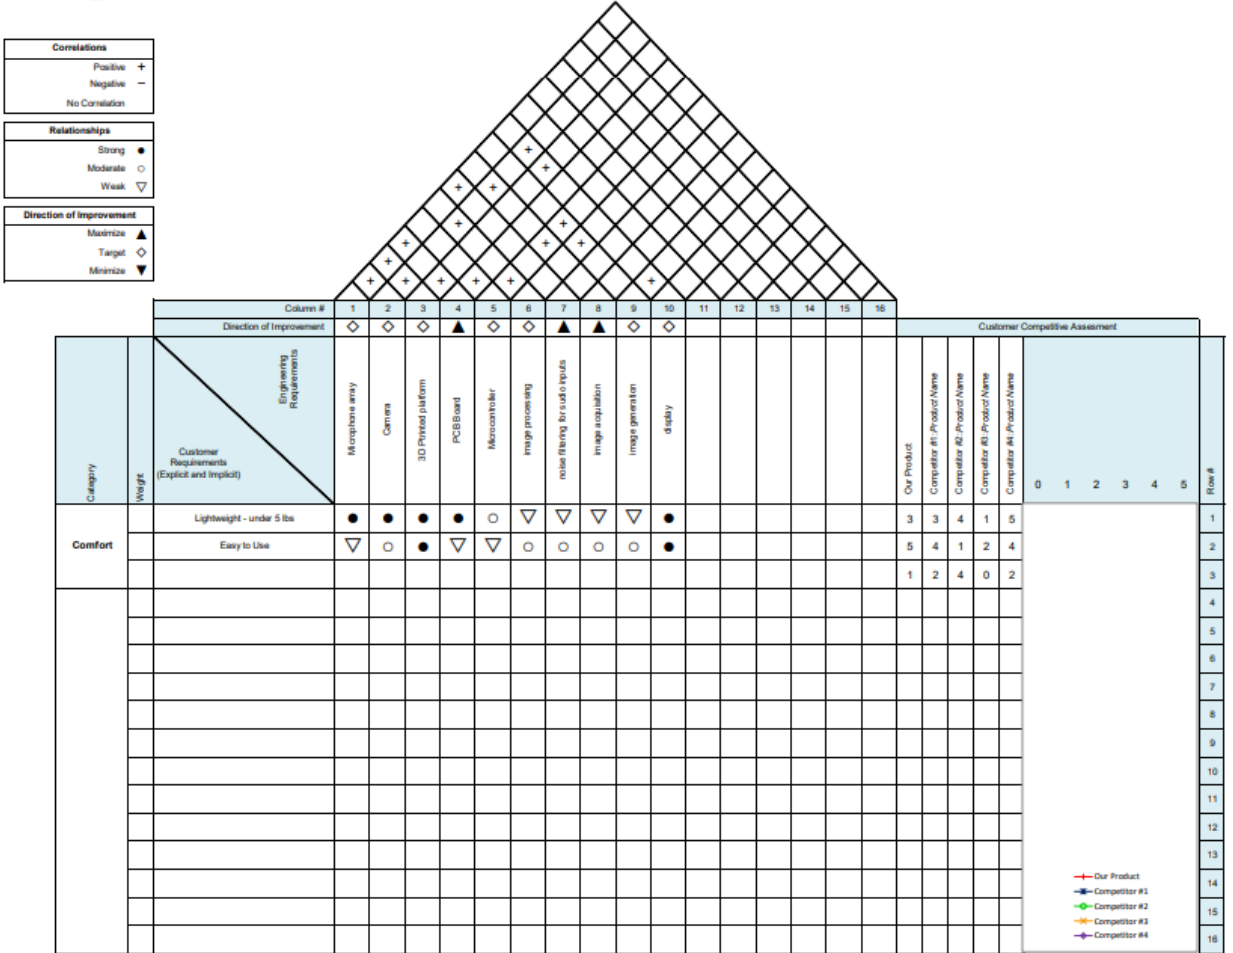 Correlations
Positive +
Negative −
No Correlation
Relationships
Strong ●
Moderate ○
Weak ▽
Direction of Improvement
Maximize ▲
Target ◇
Minimize ▼
+
+
+ +
+ +
+ + +
+
+ + + + + +
Column # 1 2 3 4 5 6 7 8 9 10 11 12 13 14 15 16
Direction of Improvement ◇ ◇ ◇ ▲ ◇ ◇ ▲ ▲ ◇ ◇
Customer Competitive Assesment
Category
Weight
Engineering
Requirements
Customer
Requirements
(Explicit and Implicit)
Microphone array
Camera
3D Ptrinted platform
PCB Board
Microcontroller
image processing
noise filtering for sudio inputs
image acquisition
image generation
display
Our Product
Competitor #1: Product Name
Competitor #2: Product Name
Competitor #3: Product Name
Competitor #4: Product Name
0 1 2 3 4 5
Row #
Lightweight - under 5 lbs ● ● ● ● ○ ▽ ▽ ▽ ▽ ● 3 3 4 1 5 1
Comfort
Easy to Use ▽ ○ ● ▽ ▽ ○ ○ ○ ○ ● 5 4 1 2 4 2
1 2 4 0 2 3
4
5
6
7
8
9
10
11
12
13
14
15
16
Our Product
Competitor #1
Competitor #2
Competitor #3
Competitor #4